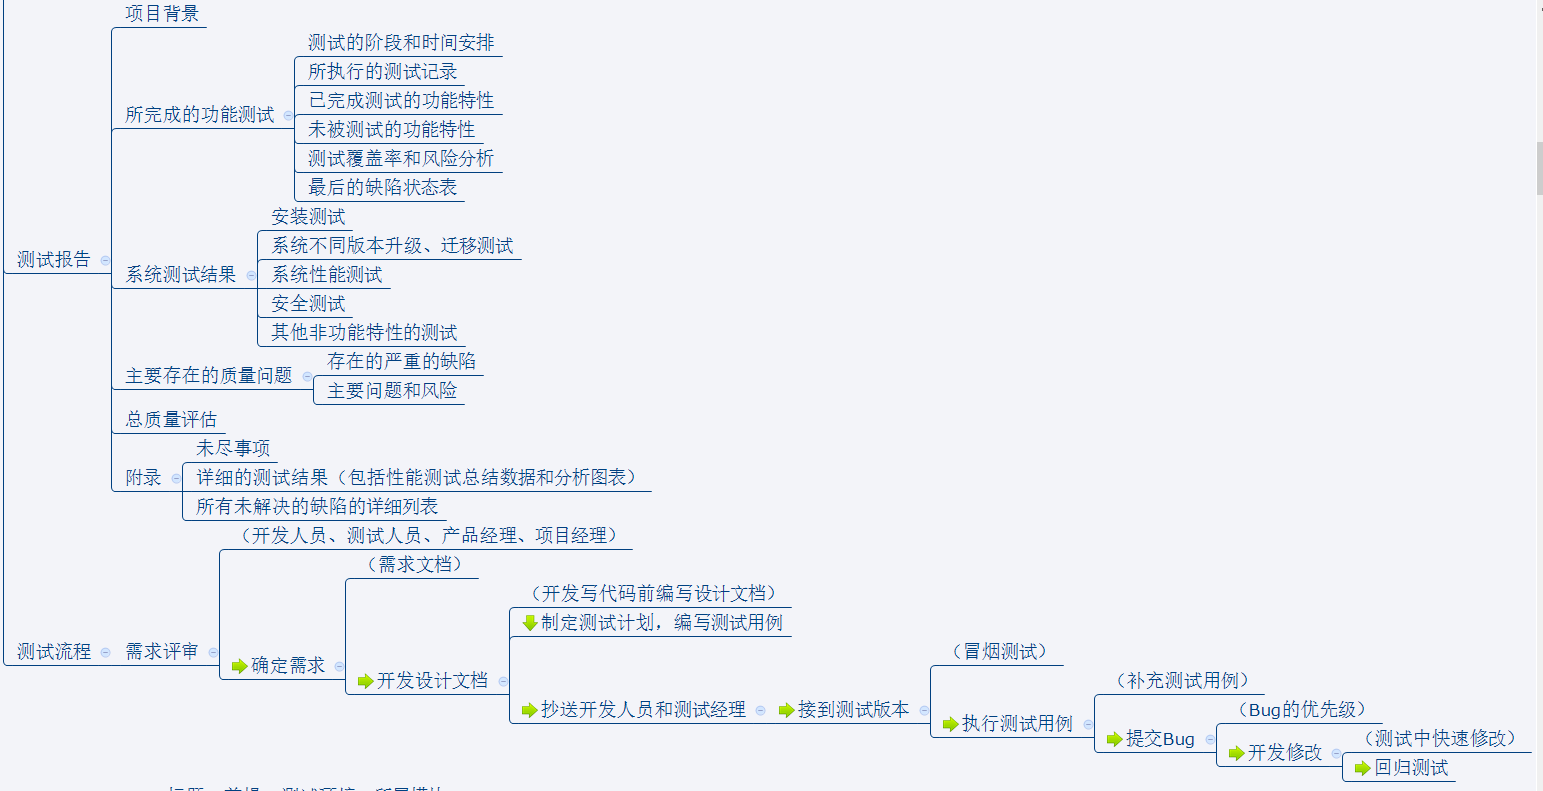 项目背景
测试的阶段和时间安排
所执行的测试记录
已完成测试的功能特性
所完成的功能测试
未被测试的功能特性
测试覆盖率和风险分析
最后的缺陷状态表
安装测试
系统不同版本升级、迁移测试
测试报告
系统测试结果
系统性能测试
安全测试
其他非功能特性的测试
存在的严重的缺陷
主要存在的质量问题
主要问题和风险
总质量评估
未尽事项
附录
详细的测试结果（包括性能测试总结数据和分析图表）
所有未解决的缺陷的详细列表
（开发人员、测试人员、产品经理、项目经理）
（需求文档）
（开发写代码前编写设计文档）
制定测试计划，编写测试用例
测试流程
需求评审
确定需求
（冒烟测试）
开发设计文档
（补充测试用例）
抄送开发人员和测试经理
接到测试版本
（Bug的优先级）
执行测试用例
提交Bug
（测试中快速修改）
开发修改
回归测试